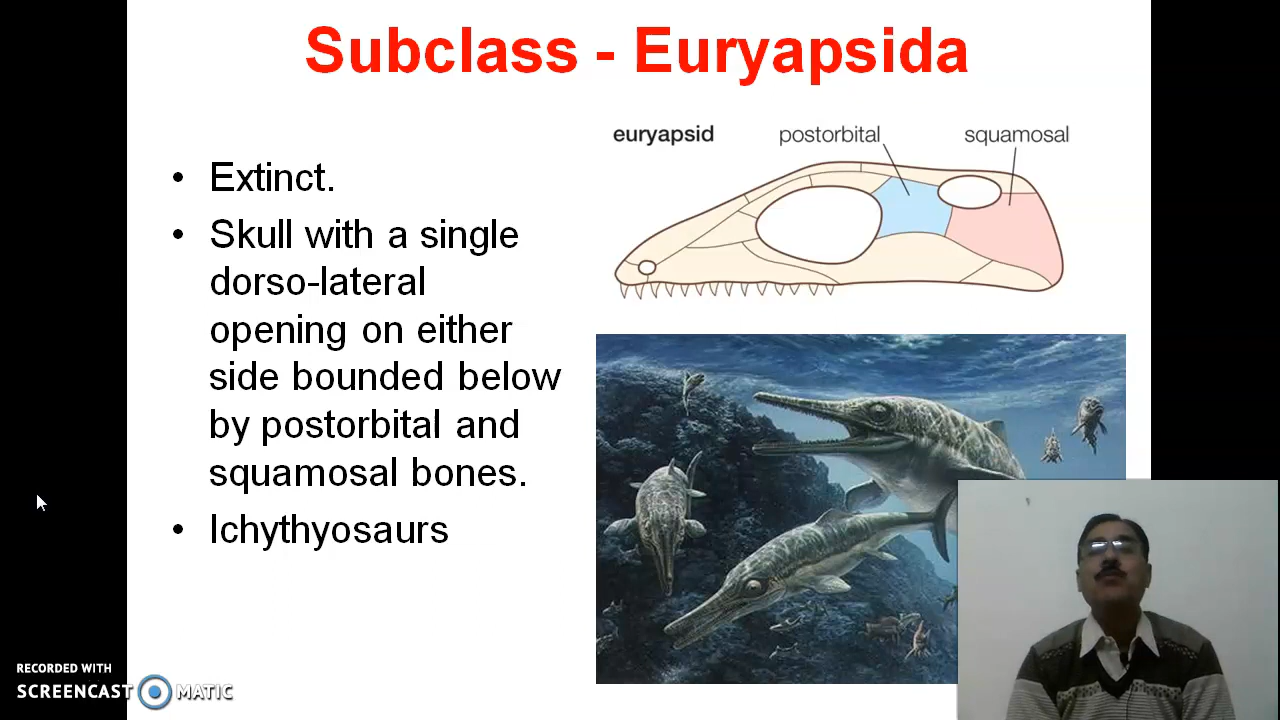 Subclass - Euryapsida
euryapsid postorbital squamosal
• Extinct.
• Skull with a single
dorso-lateral
opening on either
side bounded below
by postorbital and
squamosal bones.
• Ichythyosaurs
RECORDED WITH
SCREENCAST MATIC